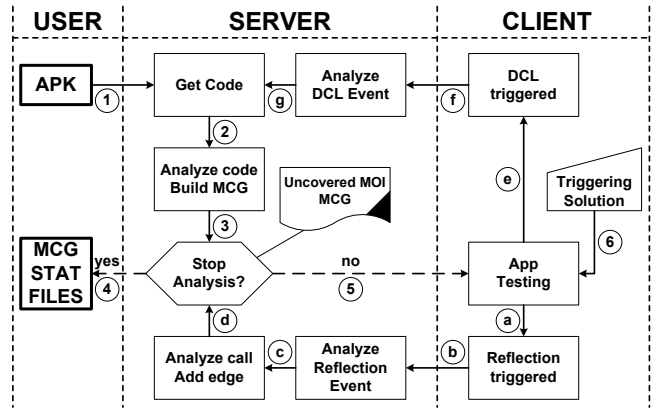 USER SERVER CLIENT
APK
1
Get Code
g
Analyze
DCL Event
f
DCL
triggered
2
e
Analyze code
Build MCG
Uncovered MOI
MCG
Triggering
Solution
3
6
MCG
STAT
FILES
yes
4
Stop
Analysis?
no
5
App
Testing
d
a
Analyze call
Add edge
c
Analyze
Reflection
Event
b
Reflection
triggered